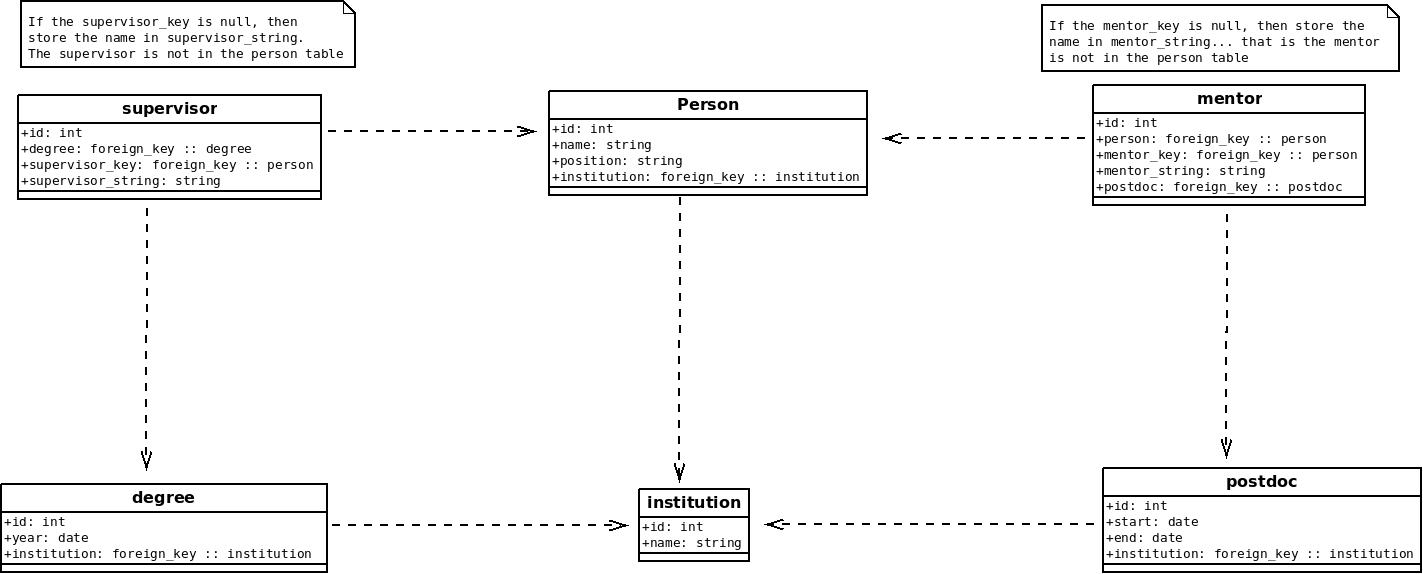 If the supervisor_key is null, then
store the name in supervisor_string.
The supervisor is not in the person table
If the mentor_key is null, then store the
name in mentor_string... that is the mentor
is not in the person table
supervisor
+id: int
+degree: foreign_key :: degree
+supervisor_key: foreign_key :: person
+supervisor_string: string
Person
+id: int
+name: string
+position: string
+institution: foreign_key :: institution
mentor
+id: int
+person: foreign_key :: person
+mentor_key: foreign_key :: person
+mentor_string: string
+postdoc: foreign_key :: postdoc
degree
+id: int
+year: date
+institution: foreign_key :: institution
institution
+id: int
+name: string
postdoc
+id: int
+start: date
+end: date
+institution: foreign_key :: institution